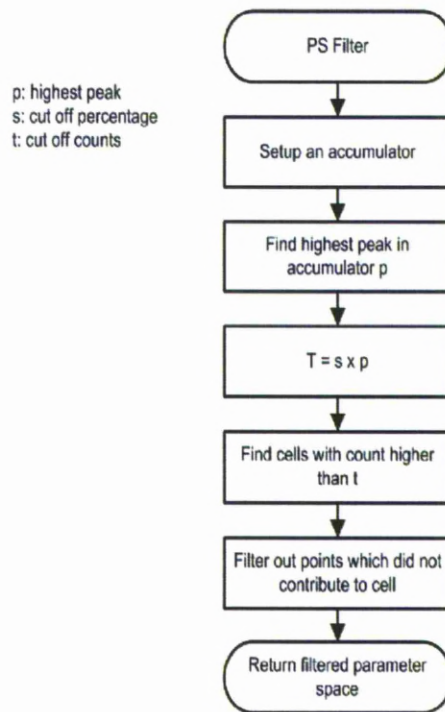 PS Filter
p: highest peak
s: cut off percentage
t: cut off counts
Setup an accumulator
Find highest peak in
accumulator p
T = s x p
Find cells with count higher
than t
Filter out points which did not
contribute to cell
Return filtered parameter
space